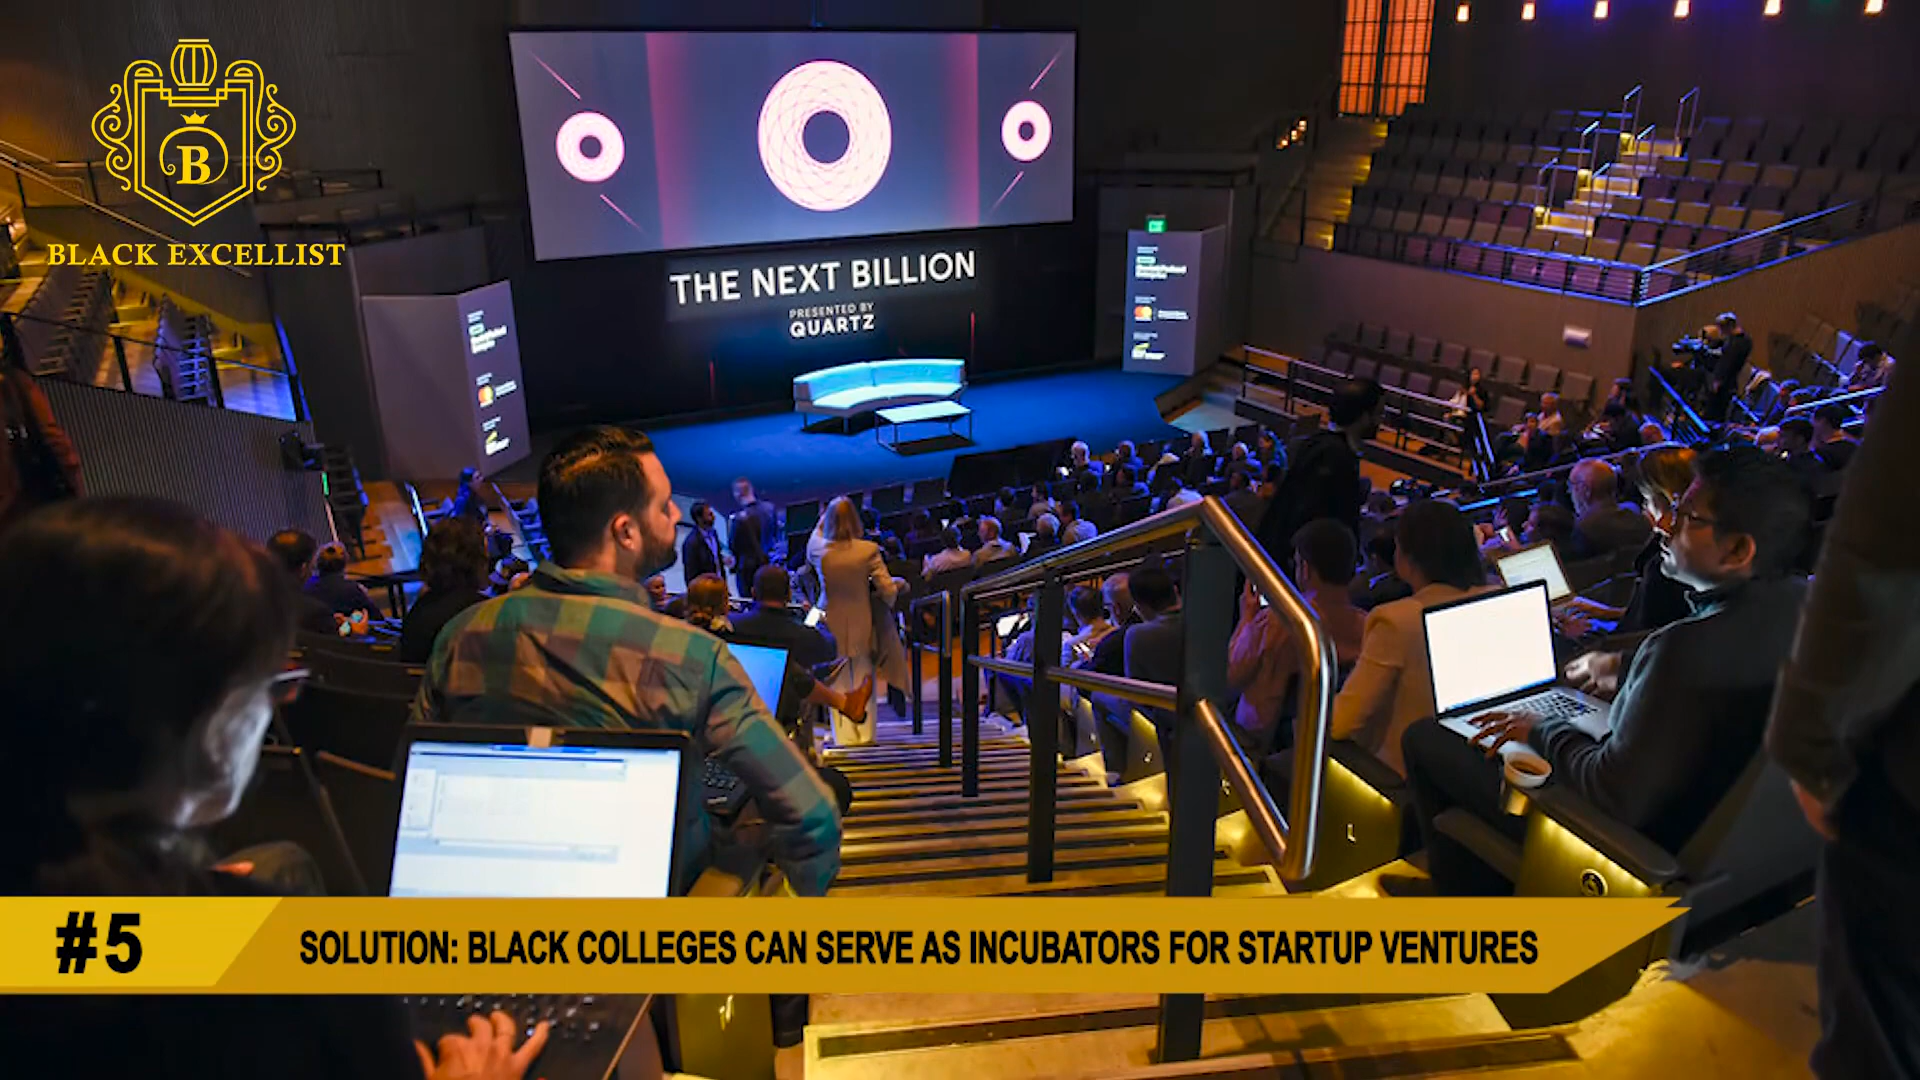 B
BLACK EXCELLIST
THE NEXT BILLION
PRESENTED BY
QUARTZ
#5
SOLUTION: BLACK COLLEGES CAN SERVE AS INCUBATORS FOR STARTUP VENTURES